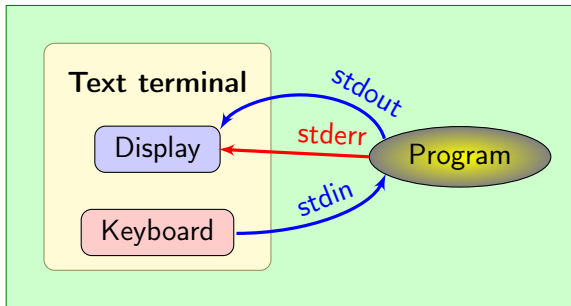 Text terminal
stdout
Display
stderr
Program
stdin
Keyboard